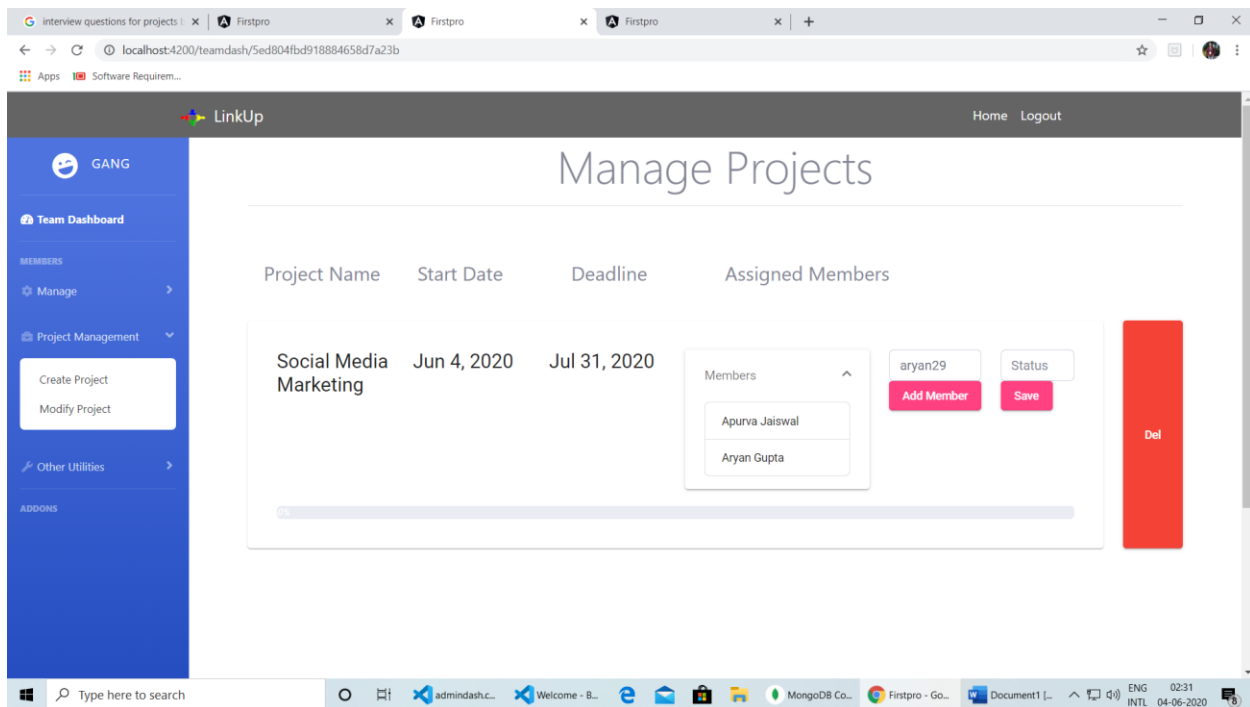 interview questions for projects b
Firstpro
Firstpro
Firstpro
localhost:4200/teamdash/5ed804fbd918884658d7a23b
Apps Software Requirem...
LinkUp
Home Logout
GANG
Team Dashboard
MEMBERS
Manage
Project Management
Create Project
Modify Project
Other Utilities
ADDONS
Manage Projects
Project Name Start Date Deadline Assigned Members
Social Media
Marketing
Jun 4, 2020
Jul 31, 2020
Members
Apurva Jaiswal
Aryan Gupta
aryan29
Add Member
Status
Save
Del
Type here to search
admindash.c...
Welcome - B...
MongoDB Co...
Firstpro - Go...
Document1 [...
ENG
INTL
02:31
04-06-2020
8